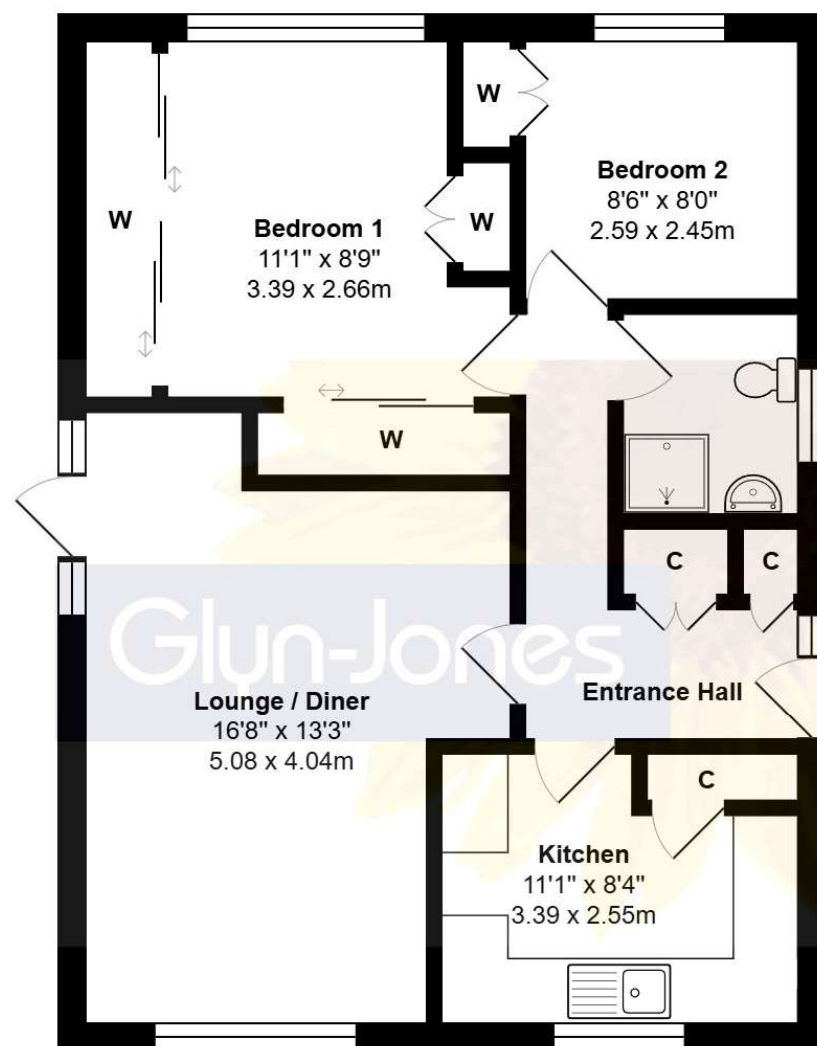 W
Bedroom 2
8'6" x 8'0"
2.59 x 2.45m
W
Bedroom 1
11'1" x 8'9"
3.39 x 2.66m
W
W
C
C
Glyn-Jones
Entrance Hall
Lounge / Diner
16'8" x 13'3"
5.08 x 4.04m
C
Kitchen
11'1" x 8'4"
3.39 x 2.55m